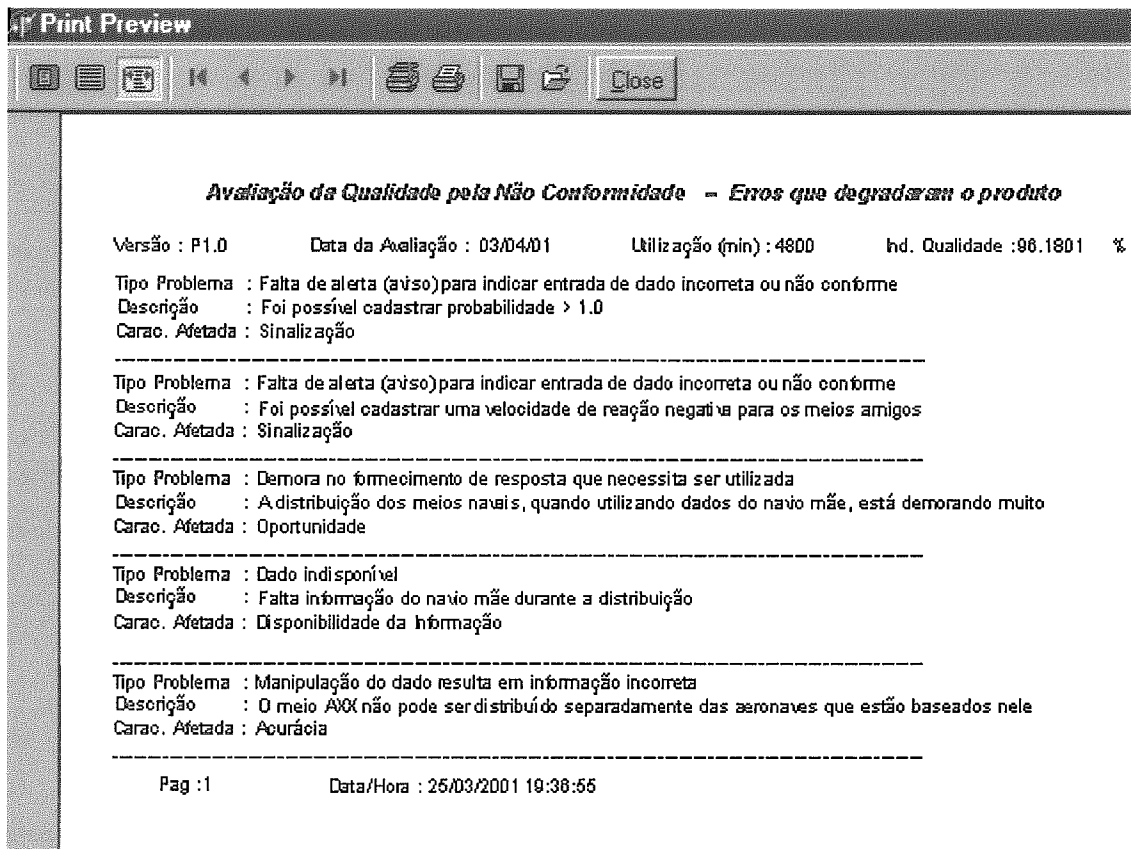 Print Preview
Close
Avaliação da Qualidade pela Não Conformidade - Erros que degradaram o produto
Versão : P1.0 Data da Avaliação : 03/04/01 Utilização (min) : 4800 Ind. Qualidade :96.1801 %
Tipo Problema : Falta de alerta (aviso) para indicar entrada de dado incorreta ou não conforme
Descrição : Foi possível cadastrar probabilidade > 1.0
Carac. Afetada : Sinalização
Tipo Problema : Falta de alerta (aviso) para indicar entrada de dado incorreta ou não conforme
Descrição : Foi possível cadastrar uma velocidade de reação negativa para os meios amigos
Carac. Afetada : Sinalização
Tipo Problema : Demora no fornecimento de resposta que necessita ser utilizada
Descrição : A distribuição dos meios navais, quando utilizando dados do navio mãe, está demorando muito
Carac. Afetada : Oportunidade
Tipo Problema : Dado indisponível
Descrição : Falta informação do navio mãe durante a distribuição
Carac. Afetada : Disponibilidade da Informação
Tipo Problema : Manipulação do dado resulta em informação incorreta
Descrição : O meio AXX não pode ser distribuído separadamente das aeronaves que estão baseados nele
Carac. Afetada : Acurácia
Pag :1 Data/Hora : 25/03/2001 19:36:55